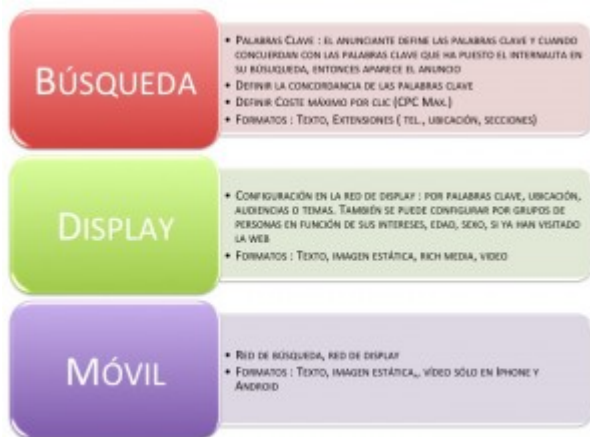 BÚSQUEDA
• PALABRAS CLAVE : EL ANUNCIANTE DEFINE LAS PALABRAS CLAVE Y CUANDO
CONCUERDAN CON LAS PALABRAS CLAVE QUE HA PUESTO EL INTERNAUTA EN
SU BÚSUQUEDA, ENTONCES APARECE EL ANUNCIO
• DEFINIR LA CONCORDANCIA DE LAS PALABRAS CLAVE
• DEFINIR COSTE MÁXIMO POR CLIC (CPC MAX.)
• FORMATOS : TEXTO, EXTENSIONES ( TEL., UBICACIÓN, SECCIONES)
DISPLAY
• CONFIGURACIÓN EN LA RED DE DISPLAY : POR PALABRAS CLAVE, UBICACIÓN,
AUDIENCIAS O TEMAS. TAMBIÉN SE PUEDE CONFIGURAR POR GRUPOS DE
PERSONAS EN FUNCIÓN DE SUS INTERESES, EDAD, SEXO, SI YA HAN VISITADO
LA WEB
• FORMATOS : TEXTO, IMAGEN ESTÁTICA, RICH MEDIA, VIDEO
MÓVIL
• RED DE BÚSQUEDA, RED DE DISPLAY
• FORMATOS : TEXTO, IMAGEN ESTÁTICA,, VÍDEO SÓLO EN IPHONE Y
ANDROID